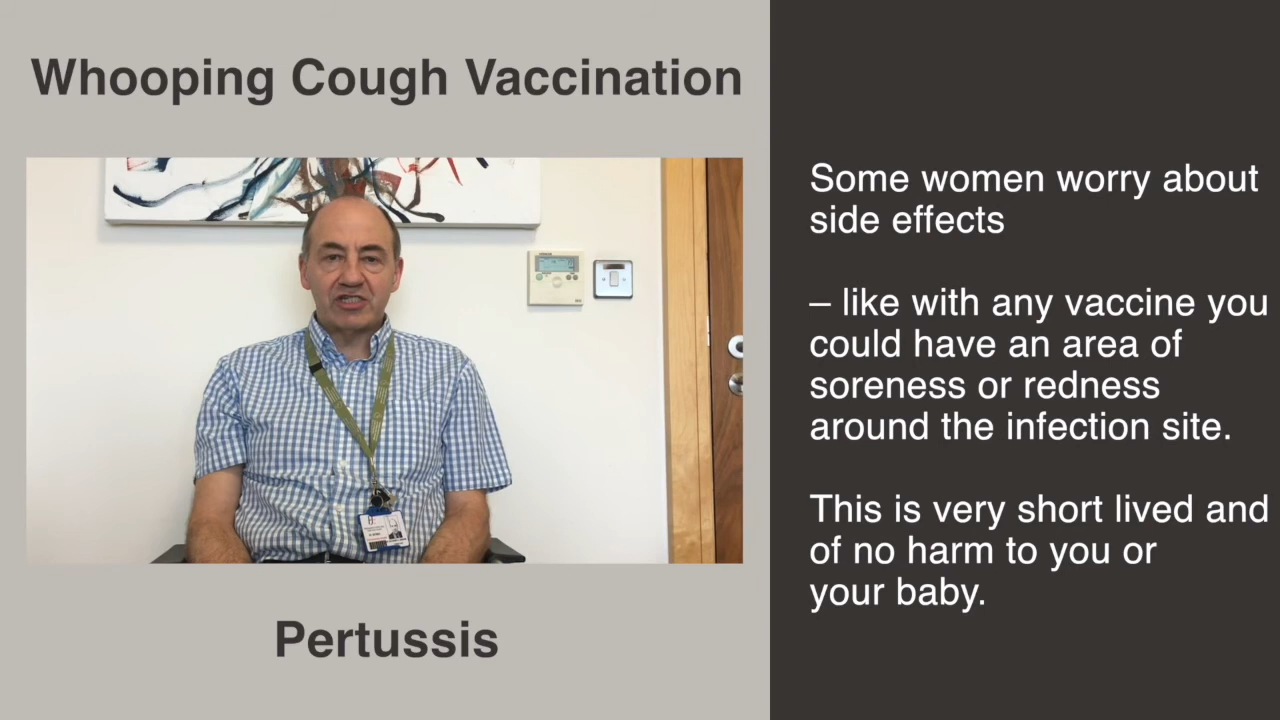 Whooping Cough Vaccination
Some women worry about
side effects
– like with any vaccine you
could have an area of
soreness or redness
around the infection site.
This is very short lived and
of no harm to you or
your baby.
Pertussis